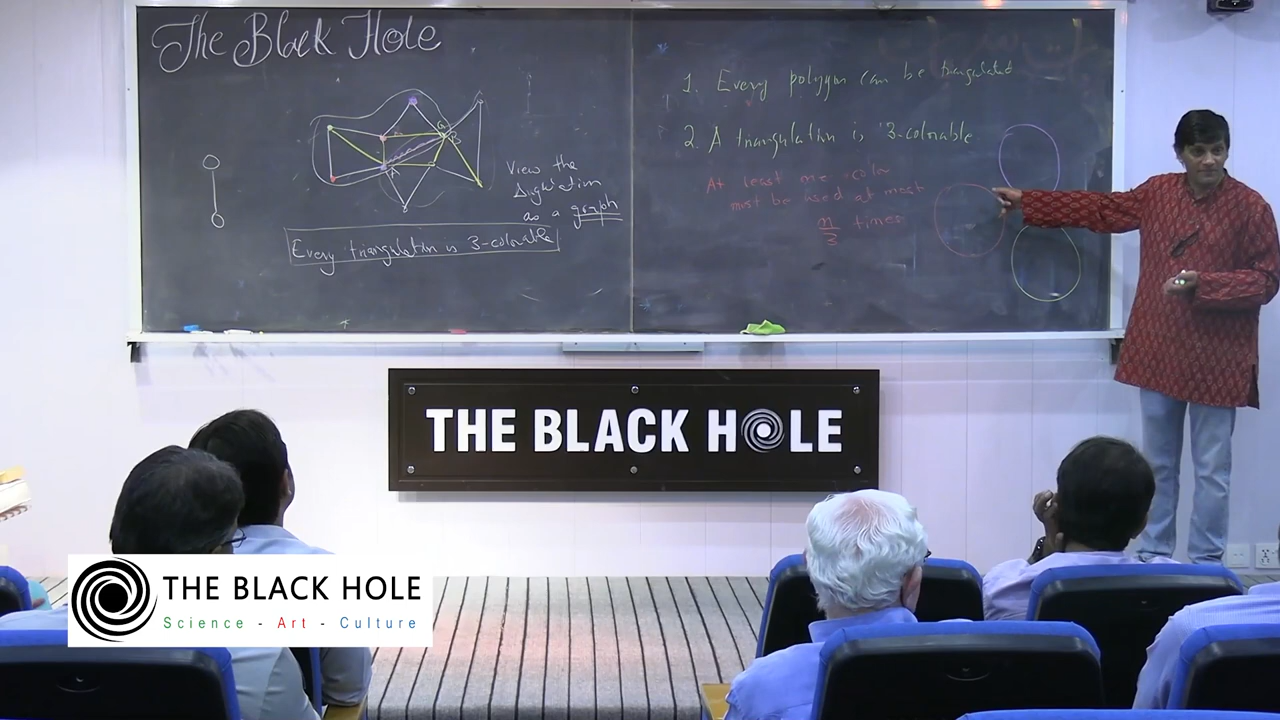 The Black Hole
G
B
A
View the
as a graph
Every triangulation is 3-colorable
1. Every polygon can be triangulated
2. A triangulation is 3-colorable
At least one color
must be used at most
n/3 times
THE BLACK HOLE
THE BLACK HOLE
Science - Art - Culture